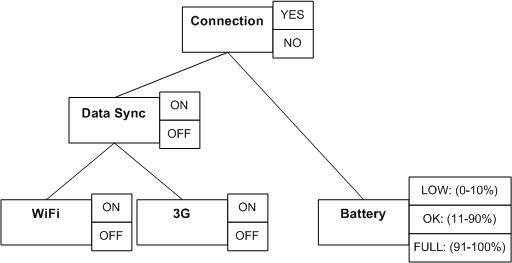 Connection
YES
NO
Data Sync
ON
OFF
WiFi
ON
OFF
3G
ON
OFF
Battery
LOW: (0-10%)
OK: (11-90%)
FULL: (91-100%)